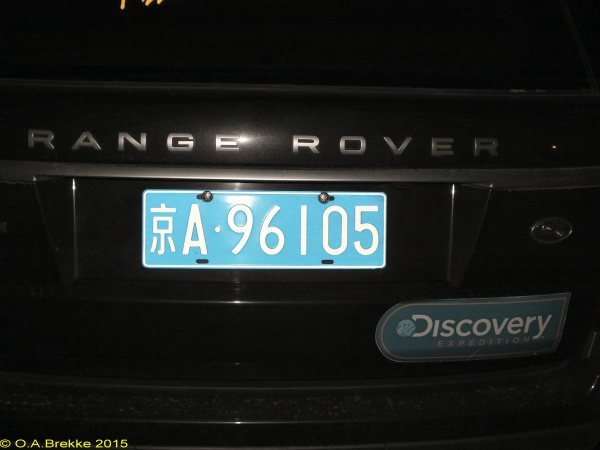 RANGE ROVER
京A·96105
Discovery
EXPEDITION
© O.A.Brekke 2015